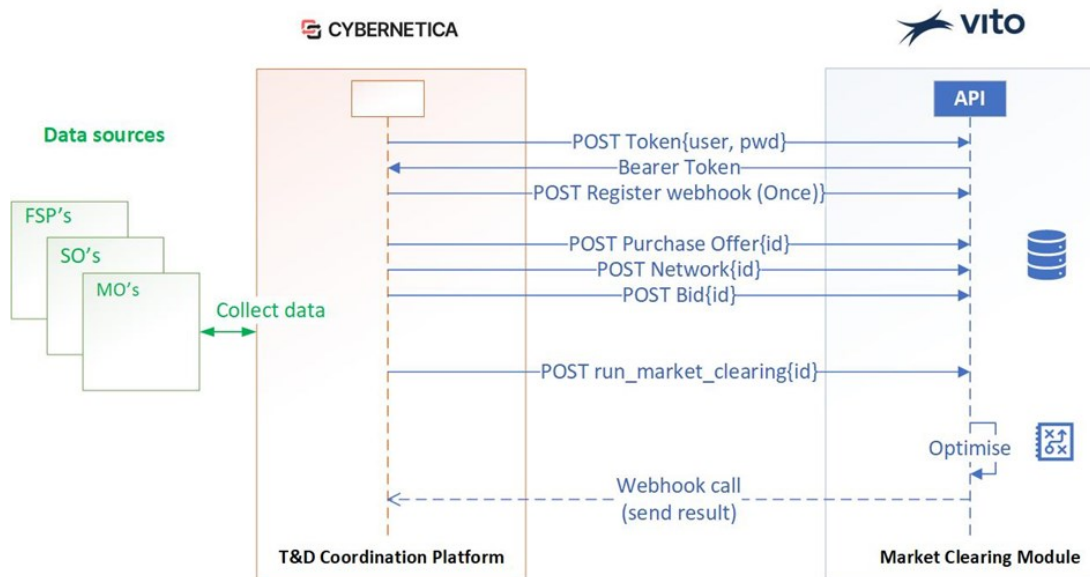 CYBERNETICA
vito
Data sources
API
POST Token{user, pwd}
Bearer Token
POST Register webhook (Once)}
FSP's
SO's
MO's
Collect data
POST Purchase Offer{id}
POST Network{id}
POST Bid{id}
POST run_market_clearing{id}
Optimise
Webhook call
(send result)
T&D Coordination Platform
Market Clearing Module